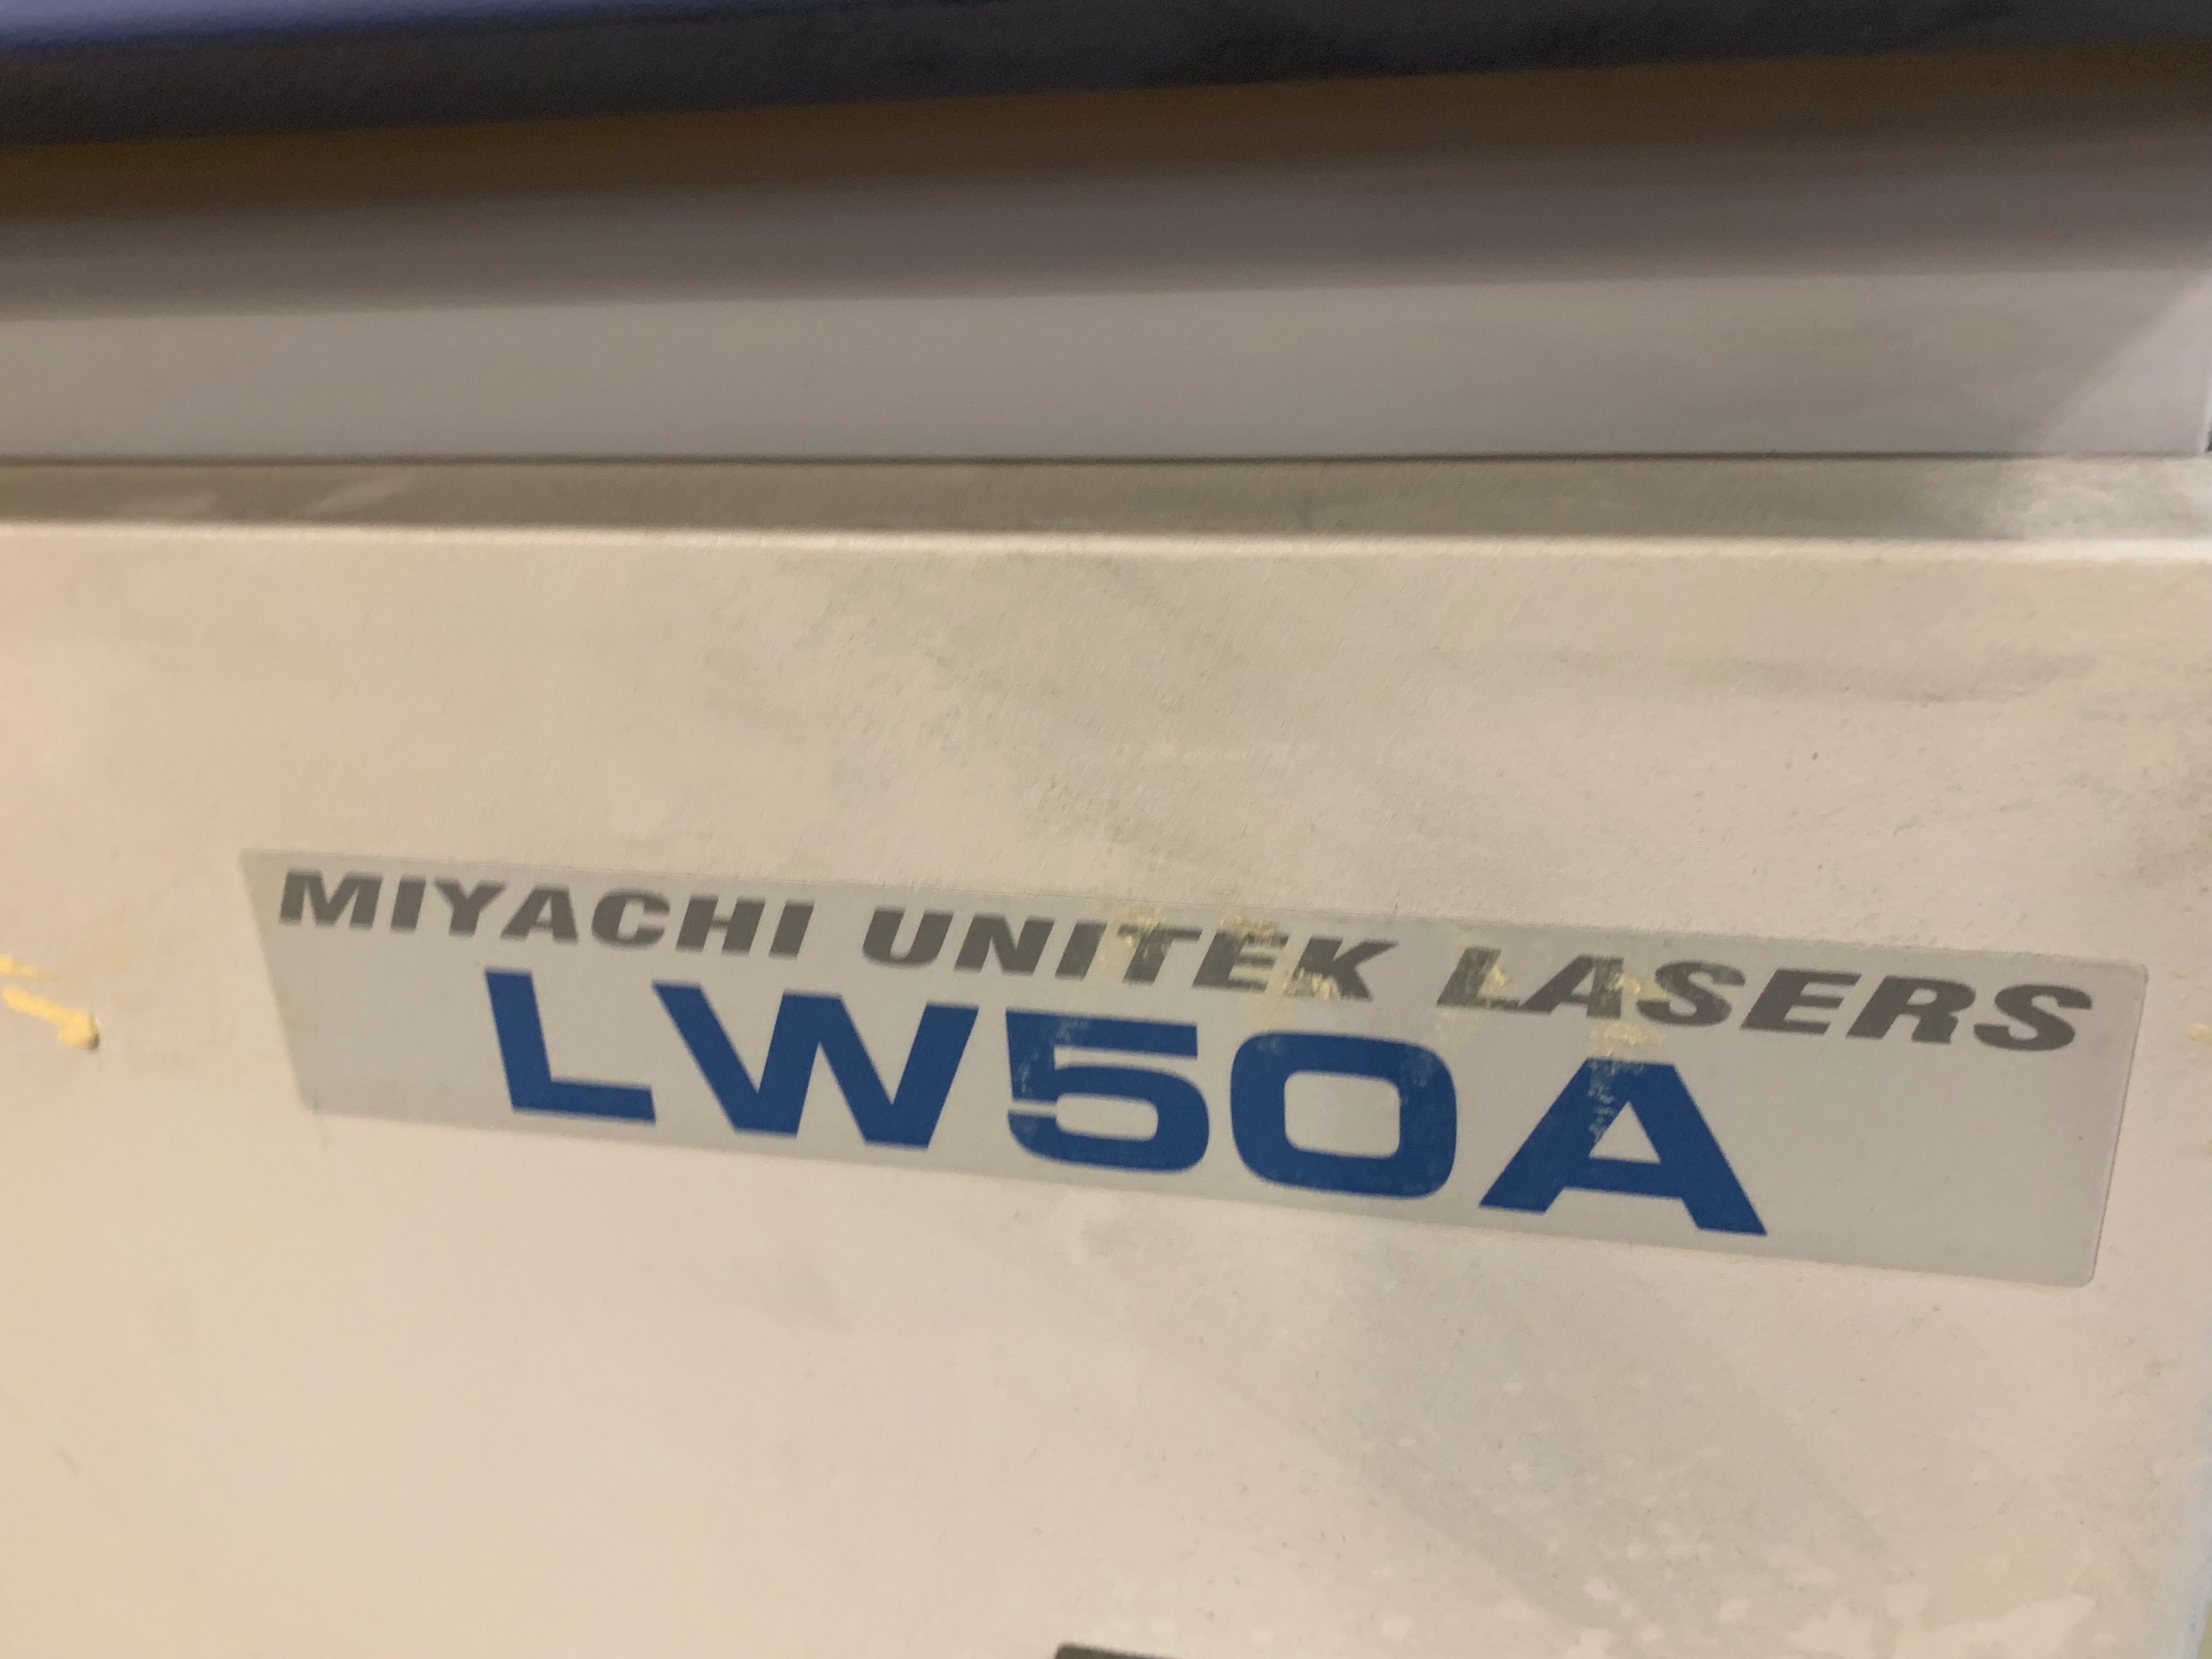 MIYACHI UNITEK LASERS
LW50A